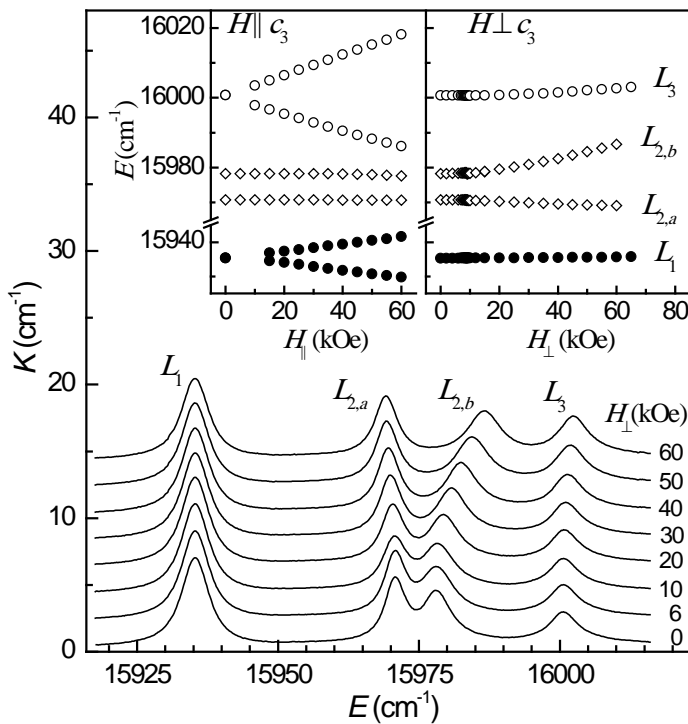 H∥ c₃
H⊥ c₃
16020
16000
15980
15940
E (cm⁻¹)
L₃
L₂,b
L₂,a
L₁
0 20 40 60
0 20 40 60 80
H∥ (kOe)
H⊥ (kOe)
40
30
20
10
0
K (cm⁻¹)
L₁
L₂,a
L₂,b
L₃
H⊥ (kOe)
60
50
40
30
20
10
6
0
15925 15950 15975 16000
E (cm⁻¹)